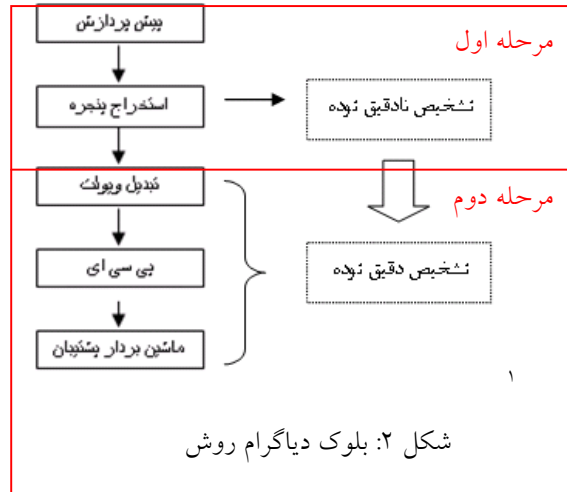 پیش پردازش
مرحله اول
استخراج پنجره
تشخیص نادقیق توده
تبدیل ویولت
مرحله دوم
پی سی ای
تشخیص دقیق توده
ماشین بردار پشتیبان
۱
شکل ۲: بلوک دیاگرام روش